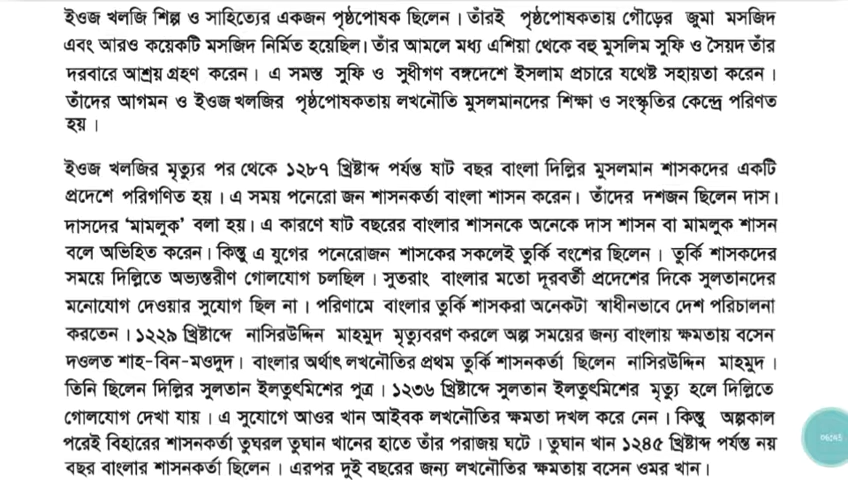 ইওজ খলজি শিল্প ও সাহিত্যের একজন পৃষ্ঠপোষক ছিলেন। তাঁরই পৃষ্ঠপোষকতায় গৌড়ের জুমা মসজিদ
এবং আরও কয়েকটি মসজিদ নির্মিত হয়েছিল। তাঁর আমলে মধ্য এশিয়া থেকে বহু মুসলিম সুফি ও সৈয়দ তাঁর
দরবারে আশ্রয় গ্রহণ করেন। এ সমস্ত সুফি ও সুধীগণ বঙ্গদেশে ইসলাম প্রচারে যথেষ্ট সহায়তা করেন।
তাঁদের আগমন ও ইওজ খলজির পৃষ্ঠপোষকতায় লখনৌতি মুসলমানদের শিক্ষা ও সংস্কৃতির কেন্দ্রে পরিণত
হয়।
ইওজ খলজির মৃত্যুর পর থেকে ১২৮৭ খ্রিষ্টাব্দ পর্যন্ত ষাট বছর বাংলা দিল্লির মুসলমান শাসকদের একটি
প্রদেশে পরিগণিত হয়। এ সময় পনেরো জন শাসনকর্তা বাংলা শাসন করেন। তাঁদের দশজন ছিলেন দাস।
দাসদের ‘মামলুক’ বলা হয়। এ কারণে ষাট বছরের বাংলার শাসনকে অনেকে দাস শাসন বা মামলুক শাসন
বলে অভিহিত করেন। কিন্তু এ যুগের পনেরোজন শাসকের সকলেই তুর্কি বংশের ছিলেন। তুর্কি শাসকদের
সময়ে দিল্লিতে অভ্যন্তরীণ গোলযোগ চলছিল। সুতরাং বাংলার মতো দূরবর্তী প্রদেশের দিকে সুলতানদের
মনোযোগ দেওয়ার সুযোগ ছিল না। পরিণামে বাংলার তুর্কি শাসকরা অনেকটা স্বাধীনভাবে দেশ পরিচালনা
করতেন। ১২২৯ খ্রিষ্টাব্দে নাসিরউদ্দিন মাহমুদ মৃত্যুবরণ করলে অল্প সময়ের জন্য বাংলায় ক্ষমতায় বসেন
দওলত শাহ-বিন-মওদুদ। বাংলার অর্থাৎ লখনৌতির প্রথম তুর্কি শাসনকর্তা ছিলেন নাসিরউদ্দিন মাহমুদ।
তিনি ছিলেন দিল্লির সুলতান ইলতুৎমিশের পুত্র। ১২৩৬ খ্রিষ্টাব্দে সুলতান ইলতুৎমিশের মৃত্যু হলে দিল্লিতে
গোলযোগ দেখা যায়। এ সুযোগে আওর খান আইবক লখনৌতির ক্ষমতা দখল করে নেন। কিন্তু অল্পকাল
পরেই বিহারের শাসনকর্তা তুঘরল তুঘান খানের হাতে তাঁর পরাজয় ঘটে। তুঘান খান ১২৪৫ খ্রিষ্টাব্দ পর্যন্ত নয়
বছর বাংলার শাসনকর্তা ছিলেন। এরপর দুই বছরের জন্য লখনৌতির ক্ষমতায় বসেন ওমর খান।